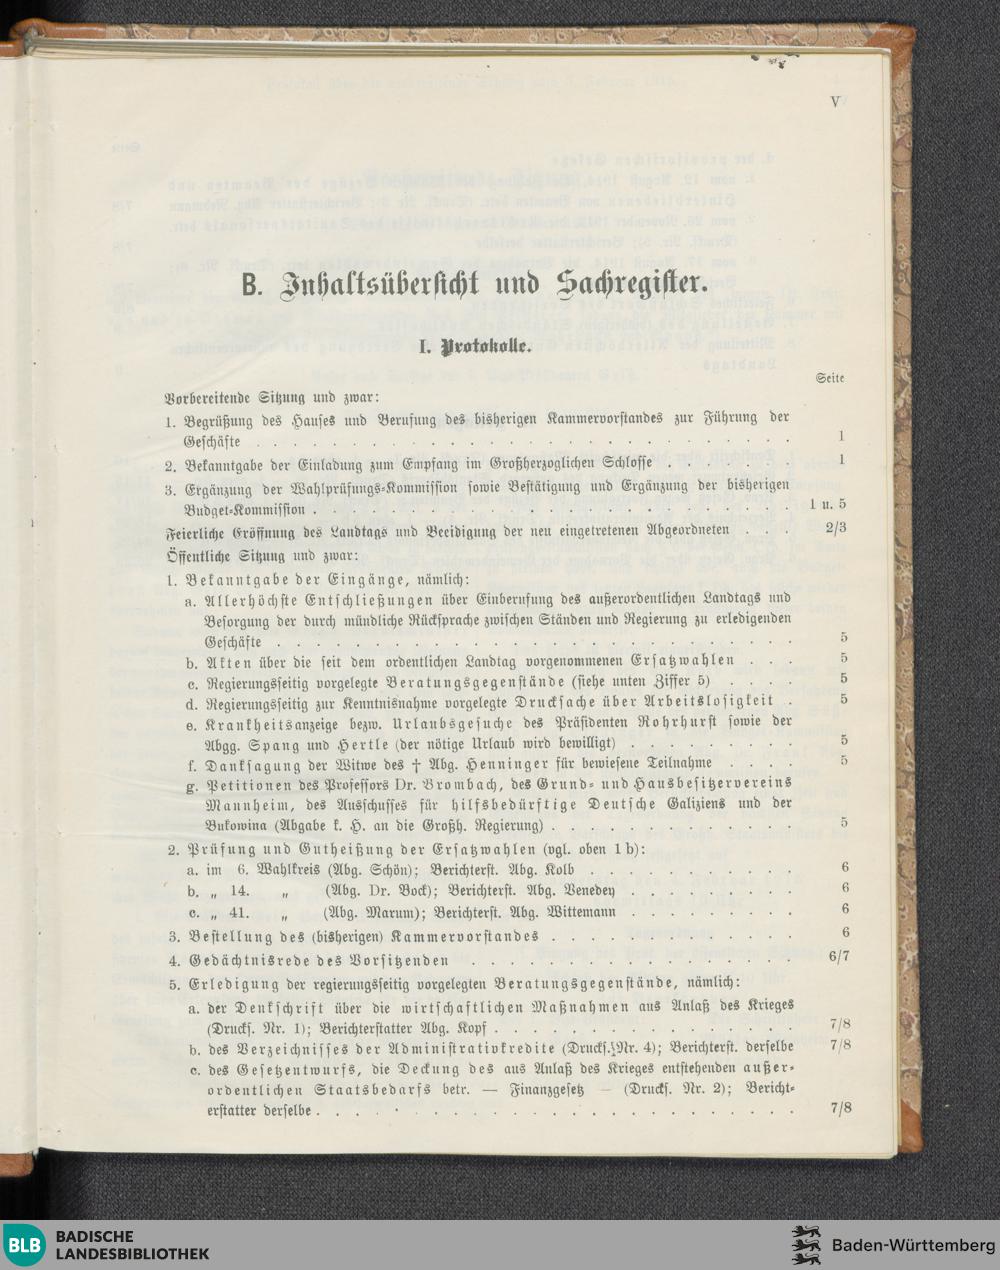 V
B. Inhaltsübersicht und Sachregister.
I. Protokolle.
Seite
Vorbereitende Sitzung und zwar:
1. Begrüßung des Hauses und Berufung des bisherigen Kammervorstandes zur Führung der
Geschäfte . . . . . . . . . . . . . . . . . . . . . . . . . 1
2. Bekanntgabe der Einladung zum Empfang im Großherzoglichen Schlosse . . . . . . . 1
3. Ergänzung der Wahlprüfungs-Kommission sowie Bestätigung und Ergänzung der bisherigen
Budget-Kommission . . . . . . . . . . . . . . . . . . . . . . 1 u. 5
Feierliche Eröffnung des Landtags und Beeidigung der neu eingetretenen Abgeordneten . . . 2/3
Öffentliche Sitzung und zwar:
1. Bekanntgabe der Eingänge, nämlich:
a. Allerhöchste Entschließungen über Einberufung des außerordentlichen Landtags und
Besorgung der durch mündliche Rücksprache zwischen Ständen und Regierung zu erledigenden
Geschäfte . . . . . . . . . . . . . . . . . . . . . . . . 5
b. Akten über die seit dem ordentlichen Landtag vorgenommenen Ersatzwahlen . . . 5
c. Regierungsseitig vorgelegte Beratungsgegenstände (siehe unten Ziffer 5) . . . . 5
d. Regierungsseitig zur Kenntnisnahme vorgelegte Drucksache über Arbeitslosigkeit . 5
e. Krankheitsanzeige bezw. Urlaubsgesuche des Präsidenten Rohrhurst sowie der
Abgg. Spang und Hertle (der nötige Urlaub wird bewilligt) . . . . . . . . . 5
f. Danksagung der Witwe des † Abg. Henninger für bewiesene Teilnahme . . . . 5
g. Petitionen des Professors Dr. Brombach, des Grund- und Hausbesitzervereins
Mannheim, des Ausschusses für hilfsbedürftige Deutsche Galiziens und der
Bukowina (Abgabe k. H. an die Großh. Regierung) . . . . . . . . . . . . 5
2. Prüfung und Gutheißung der Ersatzwahlen (vgl. oben 1 b):
a. im 6. Wahlkreis (Abg. Schön); Berichterst. Abg. Kolb . . . . . . . . . . . 6
b. „ 14. „ (Abg. Dr. Bock); Berichterst. Abg. Venedey . . . . . . . . . 6
c. „ 41. „ (Abg. Marum); Berichterst. Abg. Wittemann . . . . . . . . . 6
3. Bestellung des (bisherigen) Kammervorstandes . . . . . . . . . . . . 6
4. Gedächtnisrede des Vorsitzenden . . . . . . . . . . . . . . . . 6/7
5. Erledigung der regierungsseitig vorgelegten Beratungsgegenstände, nämlich:
a. der Denkschrift über die wirtschaftlichen Maßnahmen aus Anlaß des Krieges
(Drucks. Nr. 1); Berichterstatter Abg. Kopf . . . . . . . . . . . . . . . 7/8
b. des Verzeichnisses der Administrativkredite (Drucks. Nr. 4); Berichterst. derselbe 7/8
c. des Gesetzentwurfs, die Deckung des aus Anlaß des Krieges entstehenden außer-
ordentlichen Staatsbedarfs betr. — Finanzgesetz — (Drucks. Nr. 2); Bericht-
erstatter derselbe . . . . . . . . . . . . . . . . . . . . . . . 7/8
BLB BADISCHE
LANDESBIBLIOTHEK
Baden-Württemberg